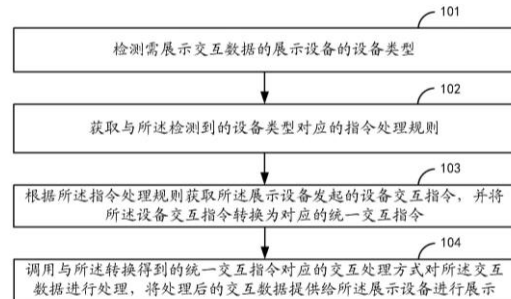 101
检测需展示交互数据的展示设备的设备类型
102
获取与所述检测到的设备类型对应的指令处理规则
103
根据所述指令处理规则获取所述展示设备发起的设备交互指令，并将
所述设备交互指令转换为对应的统一交互指令
104
调用与所述转换得到的统一交互指令对应的交互处理方式对所述交互
数据进行处理，将处理后的交互数据提供给所述展示设备进行展示